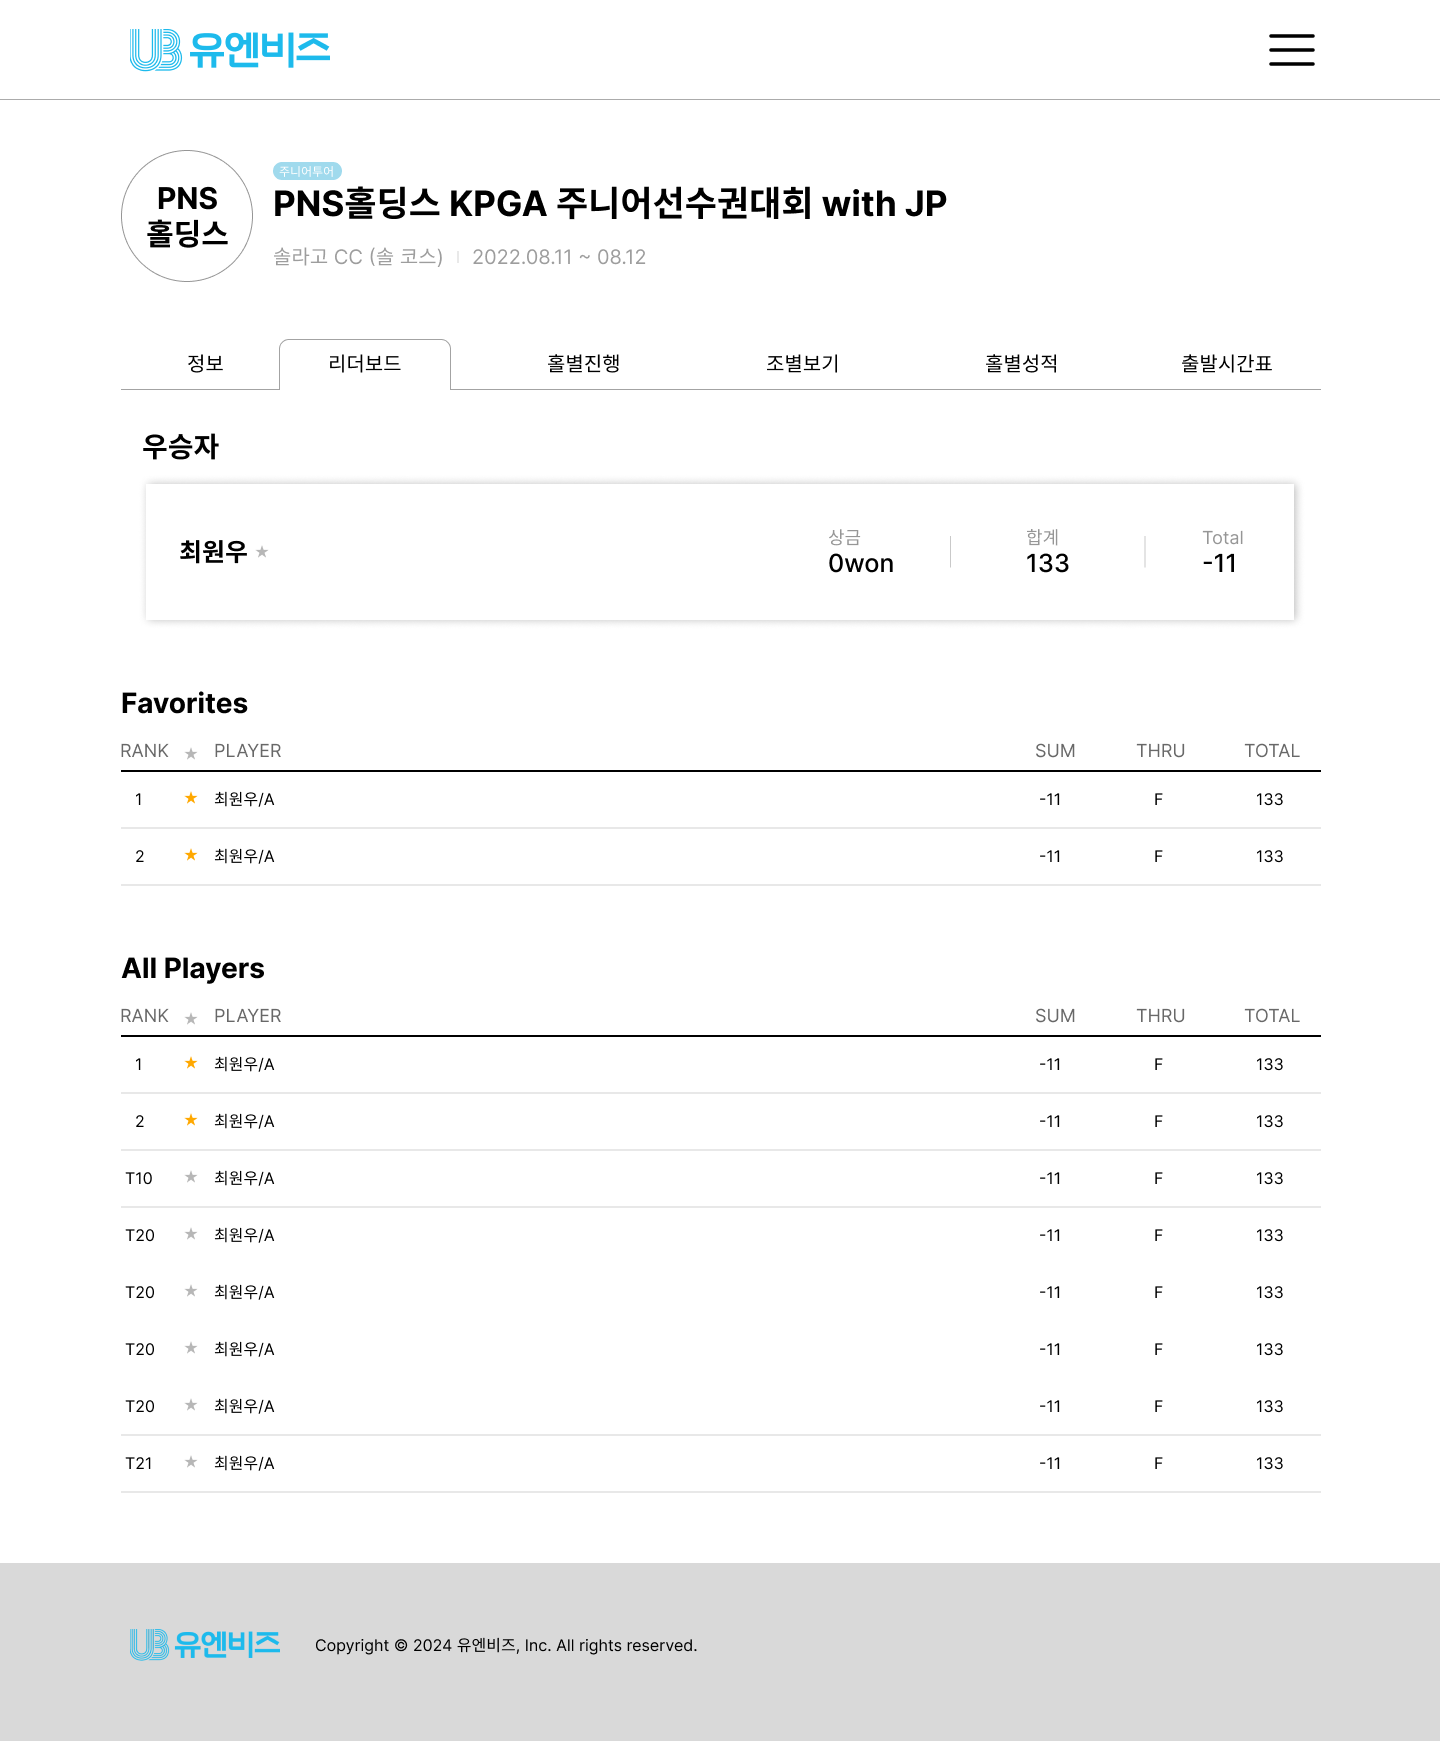 UB 유엔비즈
PNS
홀딩스
주니어투어
PNS홀딩스 KPGA 주니어선수권대회 with JP
솔라고 CC (솔 코스) | 2022.08.11 ~ 08.12
정보 리더보드 홀별진행 조별보기 홀별성적 출발시간표
우승자
최원우 ★
상금 합계 Total
0won 133 -11
Favorites
RANK ★ PLAYER SUM THRU TOTAL
1 ★ 최원우/A -11 F 133
2 ★ 최원우/A -11 F 133
All Players
RANK ★ PLAYER SUM THRU TOTAL
1 ★ 최원우/A -11 F 133
2 ★ 최원우/A -11 F 133
T10 ★ 최원우/A -11 F 133
T20 ★ 최원우/A -11 F 133
T20 ★ 최원우/A -11 F 133
T20 ★ 최원우/A -11 F 133
T20 ★ 최원우/A -11 F 133
T21 ★ 최원우/A -11 F 133
UB 유엔비즈 Copyright © 2024 유엔비즈, Inc. All rights reserved.